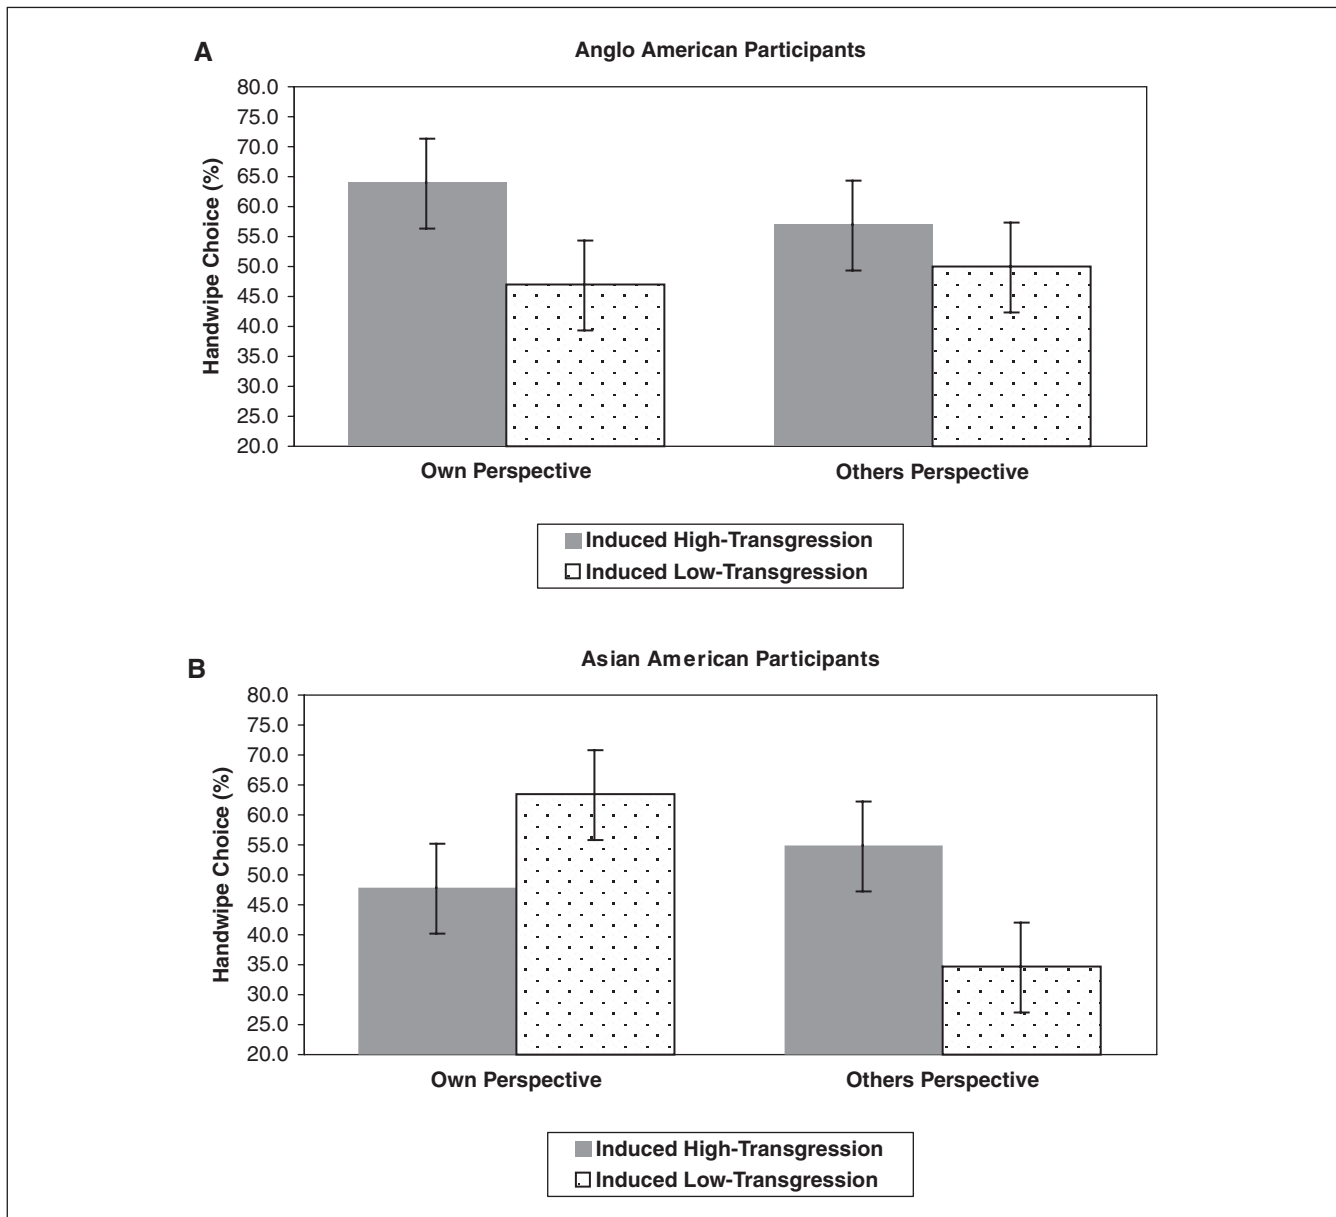 A
Anglo American Participants
Handwipe Choice (%)
80.0
75.0
70.0
65.0
60.0
55.0
50.0
45.0
40.0
35.0
30.0
25.0
20.0
Own Perspective
Others Perspective
Induced High-Transgression
Induced Low-Transgression
B
Asian American Participants
Handwipe Choice (%)
80.0
75.0
70.0
65.0
60.0
55.0
50.0
45.0
40.0
35.0
30.0
25.0
20.0
Own Perspective
Others Perspective
Induced High-Transgression
Induced Low-Transgression